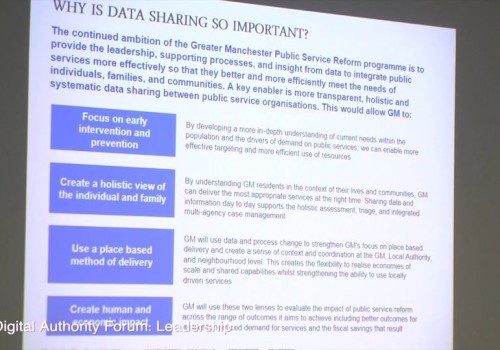 WHY IS DATA SHARING SO IMPORTANT?
The continued ambition of the Greater Manchester Public Service Reform programme is to
provide the leadership, supporting processes, and insight from data to integrate public
services more effectively so that they better and more efficiently meet the needs of
individuals, families, and communities. A key enabler is more transparent, holistic and
systematic data sharing between public service organisations. This would allow GM to:
Focus on early
intervention and
prevention
By developing a more in-depth understanding of current needs within the
population and the drivers of demand on public services, we can enable more
effective targeting and more efficient use of resources
Create a holistic view of
the individual and family
By understanding GM residents in the context of their lives and communities, GM
can deliver the most appropriate services at the right time. Sharing data and
information day to day supports the holistic assessment, triage, and integrated
multi-agency case management
Use a place based
method of delivery
GM will use data and process change to strengthen GM's focus on place based
delivery and create a sense of context and coordination at the GM, Local Authority,
and neighbourhood level. This creates the flexibility to realise economies of
scale and shared capabilities whilst strengthening the ability to use locally
driven services
Create human and
economic impact
GM will use these two lenses to evaluate the impact of public service reform
across the range of outcomes it aims to achieve including better outcomes for
demand for services and the fiscal savings that result
Digital Authority Forum: Leadership